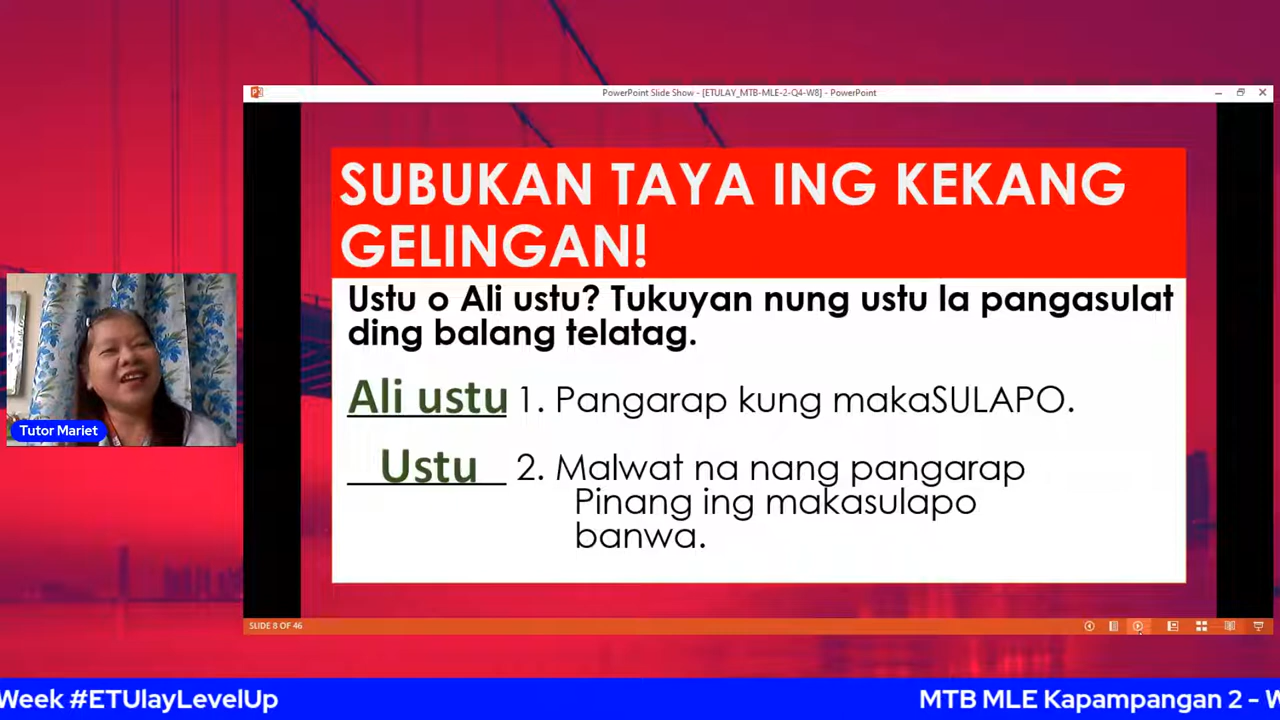 PowerPoint Slide Show - [ETULAY_MTB-MLE-2-Q4-W8] - PowerPoint
SUBUKAN TAYA ING KEKANG
GELINGAN!
Ustu o Ali ustu? Tukuyan nung ustu la pangasulat
ding balang telatag.
Ali ustu 1. Pangarap kung makaSULAPO.
Ustu 2. Malwat na nang pangarap
Pinang ing makasulapo
banwa.
Tutor Mariet
SLIDE 8 OF 46
Week #ETUlayLevelUp
MTB MLE Kapampangan 2 - W